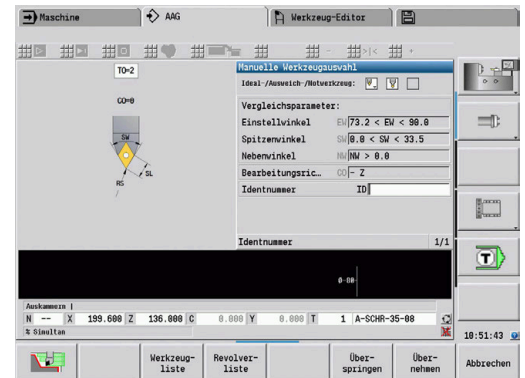 Maschine
AAG
Werkzeug-Editor
TO=2
CO=0
SW
SL
RS
Manuelle Werkzeugauswahl
Ideal-/Ausweich-/Notwerkzeug:
Vergleichsparameter:
Einstellwinkel EW 73.2 < EW < 90.0
Spitzenwinkel SW 0.0 < SW < 33.5
Nebenwinkel NW NW > 0.0
Bearbeitungsric… CO - Z
Identnummer ID
Identnummer 1/1
Auskammern |
N -- X 199.600 Z 136.000 C 0.000 Y 0.000 T 1 A-SCHR-35-08
% Simultan
10:51:43
T
Werkzeug-
liste
Revolver-
liste
Über-
springen
Über-
nehmen
Abbrechen